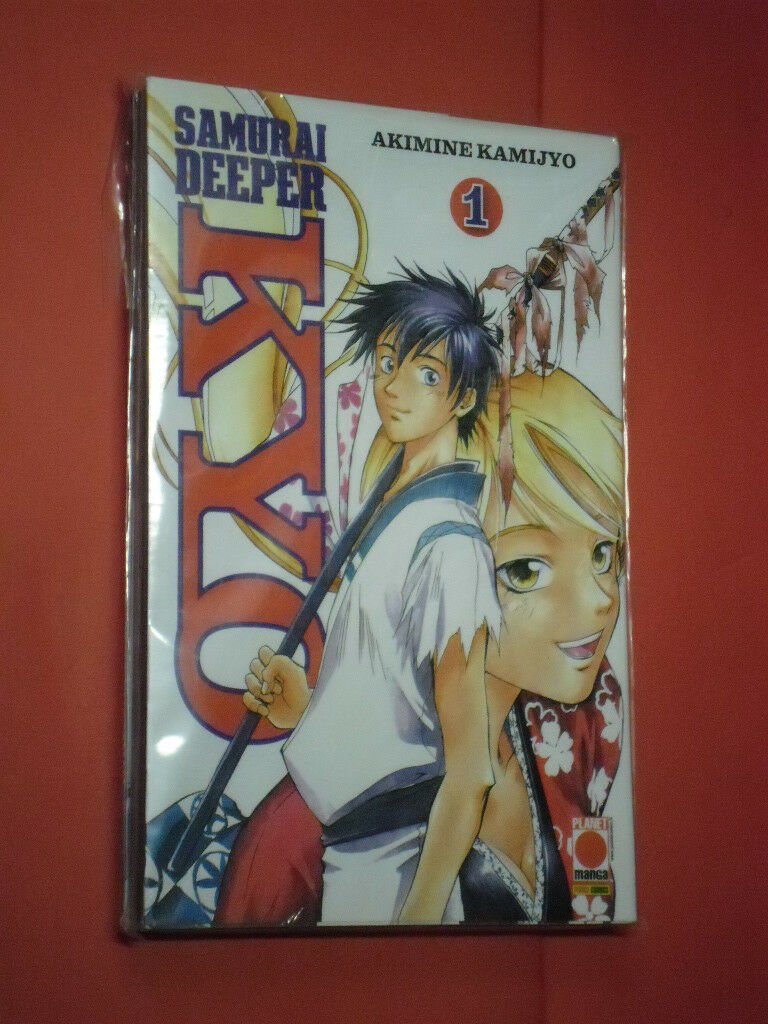 SAMURAI
DEEPER
KYO
AKIMINE KAMIJYO
1
PLANET
manga